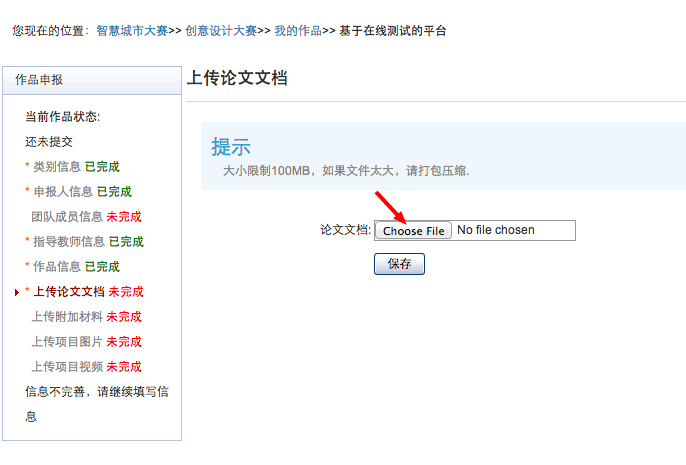 您现在的位置：智慧城市大赛>> 创意设计大赛>> 我的作品>> 基于在线测试的平台
作品申报
当前作品状态:
还未提交
* 类别信息 已完成
* 申报人信息 已完成
团队成员信息 未完成
* 指导教师信息 已完成
* 作品信息 已完成
* 上传论文文档 未完成
上传附加材料 未完成
上传项目图片 未完成
上传项目视频 未完成
信息不完善，请继续填写信
息
上传论文文档
提示
大小限制100MB，如果文件太大，请打包压缩.
论文文档: Choose File No file chosen
保存